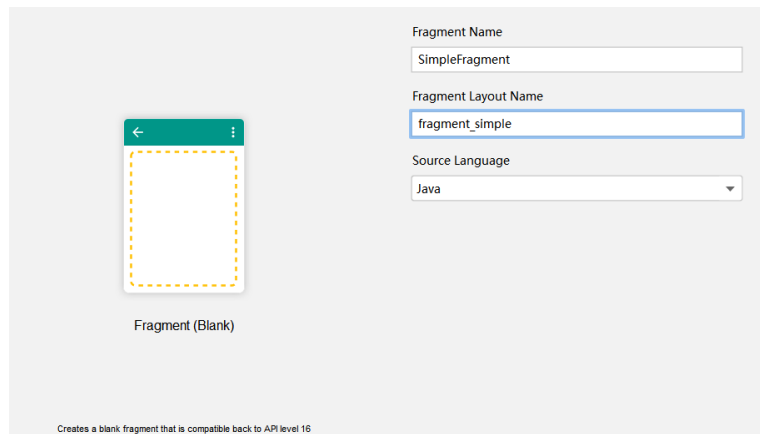 Fragment Name
SimpleFragment
Fragment Layout Name
fragment_simple
Source Language
Java
Fragment (Blank)
Creates a blank fragment that is compatible back to API level 16